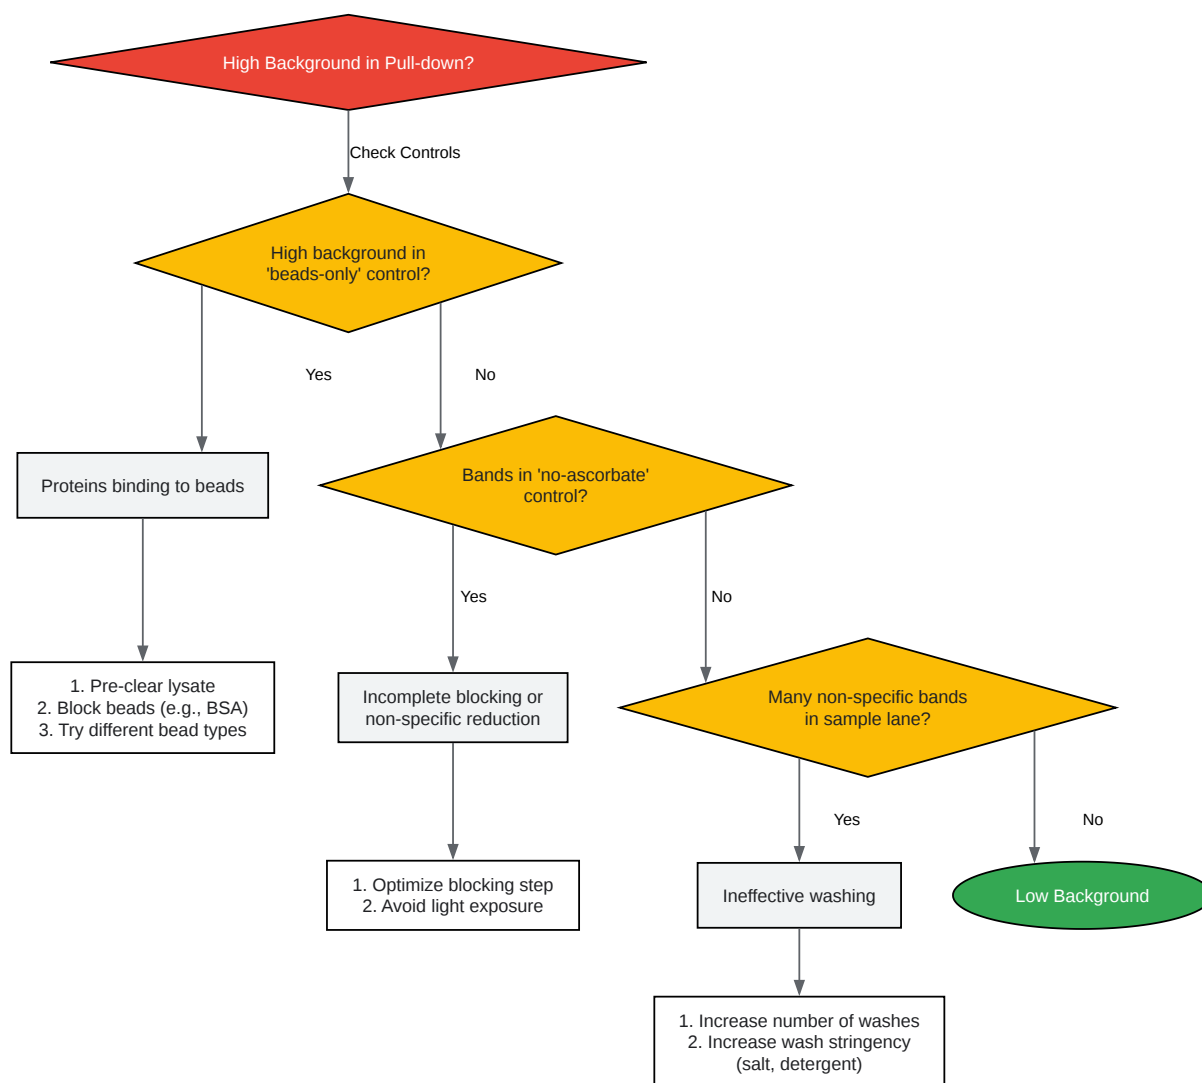 High Background in Pull-down?
Check Controls
High background in
'beads-only' control?
Yes
No
Proteins binding to beads
Bands in 'no-ascorbate'
control?
1. Pre-clear lysate
2. Block beads (e.g., BSA)
3. Try different bead types
Yes
No
Incomplete blocking or
non-specific reduction
Many non-specific bands
in sample lane?
1. Optimize blocking step
2. Avoid light exposure
Yes
No
Ineffective washing
Low Background
1. Increase number of washes
2. Increase wash stringency
(salt, detergent)